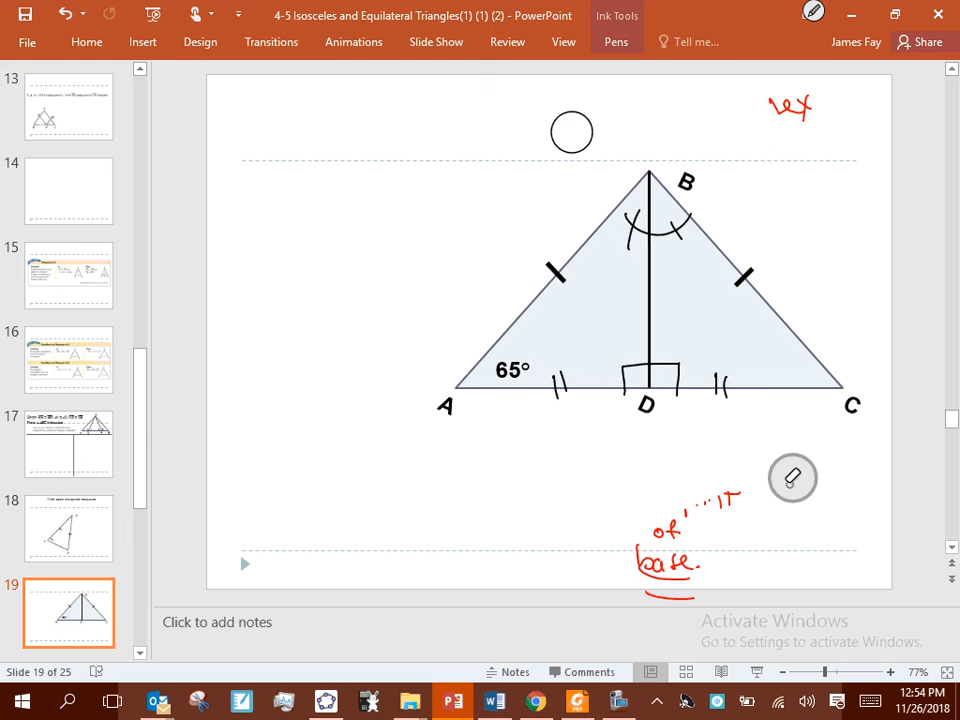 4-5 Isosceles and Equilateral Triangles(1) (1) (2) - PowerPoint
Ink Tools
File
Home
Insert
Design
Transitions
Animations
Slide Show
Review
View
Pens
Tell me...
James Fay
Share
13
14
15
16
17
18
19
B
65°
A
D
C
of
base.
Click to add notes
Activate Windows
Go to Settings to activate Windows.
Slide 19 of 25
Notes
Comments
77%
12:54 PM
11/26/2018